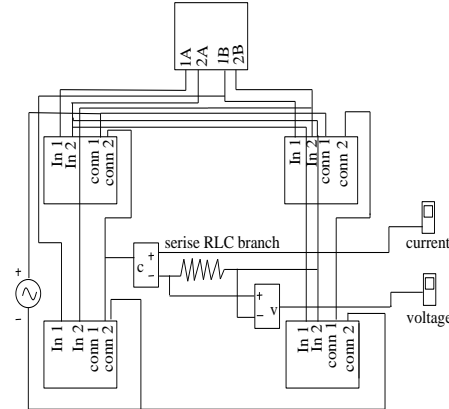 1A 2A 1B 2B
In 1 In 2 conn 1 conn 2
In 1 In 2 conn 1 conn 2
serise RLC branch
+
c
−
current
+
+
v
−
voltage
−
In 1 In 2 conn 1 conn 2
In 1 In 2 conn 1 conn 2